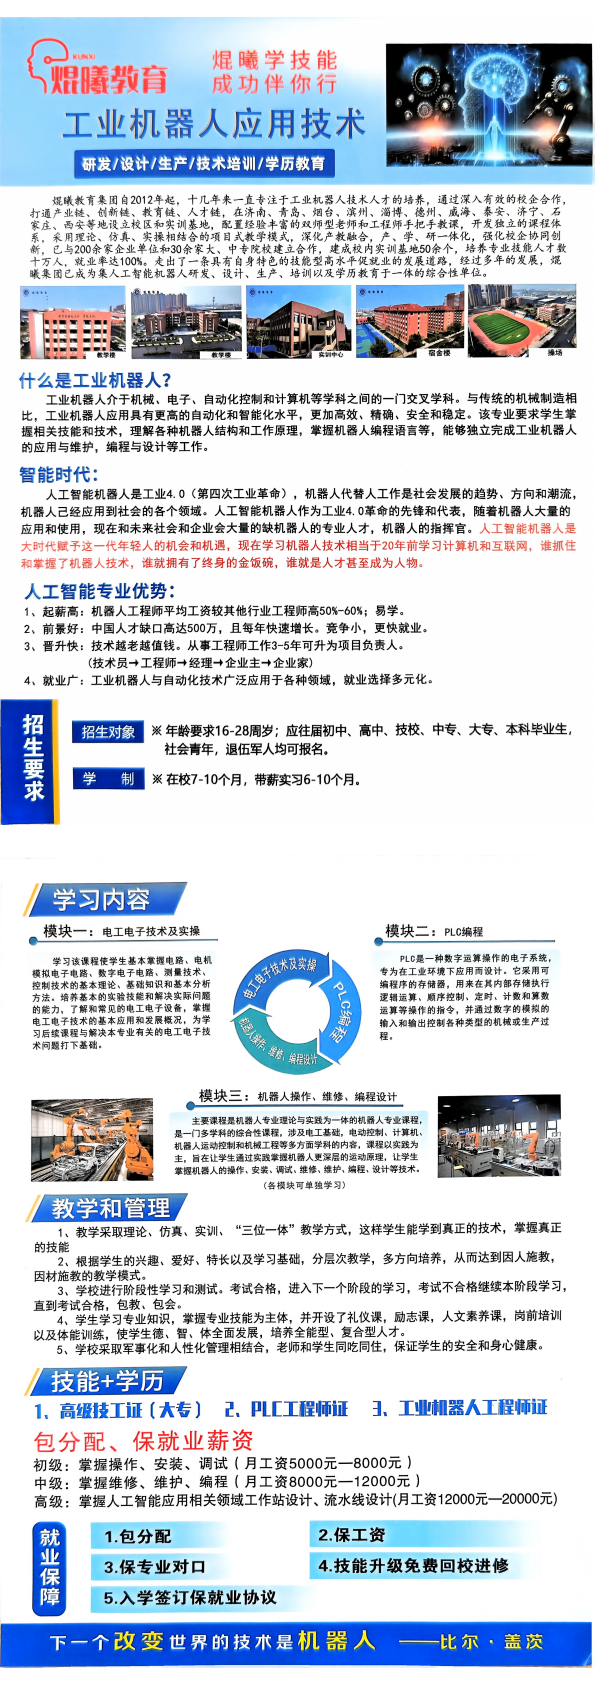 KUNXI
焜曦教育
焜曦学技能
成功伴你行
工业机器人应用技术
研发/设计/生产/技术培训/学历教育
焜曦教育集团自2012年起，十几年来一直专注于工业机器人技术人才的培养，通过深入有效的校企合作，
打通产业链、创新链、教育链、人才链，在济南、青岛、烟台、滨州、淄博、德州、威海、泰安、济宁、石
家庄、西安等地设立校区和实训基地，配置经验丰富的双师型老师和工程师手把手教课，开发独立的课程体
系，采用理论、仿真、实操相结合的项目式教学模式，深化产教融合，产、学、研一体化，强化校企协同创
新，已与200余家企业单位和30余家大、中专院校建立合作，建成校内实训基地50余个，培养专业技能人才数
十万人，就业率达100%。走出了一条具有自身特色的技能型高水平促就业的发展道路，经过多年的发展，焜
曦集团已成为集人工智能机器人研发、设计、生产、培训以及学历教育于一体的综合性单位。
教学楼
教学楼
实训中心
宿舍楼
操场
什么是工业机器人？
工业机器人介于机械、电子、自动化控制和计算机等学科之间的一门交叉学科。与传统的机械制造相
比，工业机器人应用具有更高的自动化和智能化水平，更加高效、精确、安全和稳定。该专业要求学生掌
握相关技能和技术，理解各种机器人结构和工作原理，掌握机器人编程语言等，能够独立完成工业机器人
的应用与维护，编程与设计等工作。
智能时代：
人工智能机器人是工业4.0（第四次工业革命），机器人代替人工作是社会发展的趋势、方向和潮流，
机器人己经应用到社会的各个领域。人工智能机器人作为工业4.0革命的先锋和代表，随着机器人大量的
应用和使用，现在和未来社会和企业会大量的缺机器人的专业人才，机器人的指挥官。人工智能机器人是
大时代赋予这一代年轻人的机会和机遇，现在学习机器人技术相当于20年前学习计算机和互联网，谁抓住
和掌握了机器人技术，谁就拥有了终身的金饭碗，谁就是人才甚至成为人物。
人工智能专业优势：
1、起薪高：机器人工程师平均工资较其他行业工程师高50%-60%；易学。
2、前景好：中国人才缺口高达500万，且每年快速增长。竞争小，更快就业。
3、晋升快：技术越老越值钱。从事工程师工作3-5年可升为项目负责人。
(技术员→工程师→经理→企业主→企业家)
4、就业广：工业机器人与自动化技术广泛应用于各种领域，就业选择多元化。
招生要求
招生对象
※ 年龄要求16-28周岁；应往届初中、高中、技校、中专、大专、本科毕业生，
社会青年，退伍军人均可报名。
学 制
※ 在校7-10个月，带薪实习6-10个月。
学习内容
模块一：电工电子技术及实操
学习该课程使学生基本掌握电路、电机
模拟电子电路、数字电子电路、测量技术、
控制技术的基本理论、基础知识和基本分析
方法。培养基本的实验技能和解决实际问题
的能力，了解和常见的电工电子设备，掌握
电工电子技术的基本应用和发展概况，为学
习后续课程与解决本专业有关的电工电子技
术问题打下基础。
电工电子技术及实操
PLC编程
机器人操作、维修、编程设计
模块二：PLC编程
PLC是一种数字运算操作的电子系统，
专为在工业环境下应用而设计。它采用可
编程序的存储器，用来在其内部存储执行
逻辑运算、顺序控制、定时、计数和算数
运算等操作的指令，并通过数字的模拟的
输入和输出控制各种类型的机械或生产过
程。
模块三：机器人操作、维修、编程设计
主要课程是机器人专业理论与实践为一体的机器人专业课程，
是一门多学科的综合性课程，涉及电工基础，电动控制、计算机、
机器人运动控制和机械工程等多方面学科的内容，课程以实践为
主，旨在让学生通过实践掌握机器人更深层的运动原理，让学生
掌握机器人的操作、安装、调试、维修、维护、编程、设计等技术。
(各模块可单独学习)
教学和管理
1、教学采取理论、仿真、实训、“三位一体”教学方式，这样学生能学到真正的技术，掌握真正
的技能
2、根据学生的兴趣、爱好、特长以及学习基础，分层次教学，多方向培养，从而达到因人施教，
因材施教的教学模式。
3、学校进行阶段性学习和测试。考试合格，进入下一个阶段的学习，考试不合格继续本阶段学习，
直到考试合格，包教、包会。
4、学生学习专业知识，掌握专业技能为主体，并开设了礼仪课，励志课，人文素养课，岗前培训
以及体能训练，使学生德、智、体全面发展，培养全能型、复合型人才。
5、学校采取军事化和人性化管理相结合，老师和学生同吃同住，保证学生的安全和身心健康。
技能+学历
1、高级技工证（大专） 2、PLC工程师证 3、工业机器人工程师证
包分配、保就业薪资
初级：掌握操作、安装、调试（月工资5000元—8000元）
中级：掌握维修、维护、编程（月工资8000元—12000元）
高级：掌握人工智能应用相关领域工作站设计、流水线设计(月工资12000元—20000元)
就业保障
1.包分配
2.保工资
3.保专业对口
4.技能升级免费回校进修
5.入学签订保就业协议
下一个改变世界的技术是机器人 ——比尔·盖茨